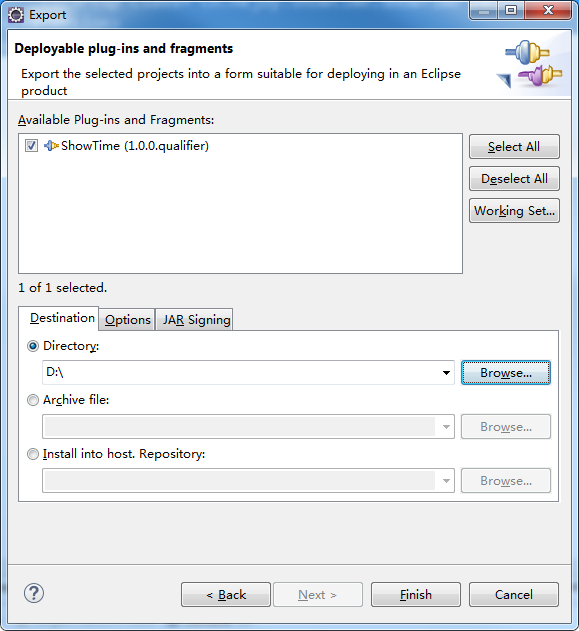 Export
Deployable plug-ins and fragments
Export the selected projects into a form suitable for deploying in an Eclipse
product
Available Plug-ins and Fragments:
ShowTime (1.0.0.qualifier)
Select All
Deselect All
Working Set...
1 of 1 selected.
Destination Options JAR Signing
Directory:
D:\ Browse...
Archive file:
Browse...
Install into host. Repository:
Browse...
? < Back Next > Finish Cancel